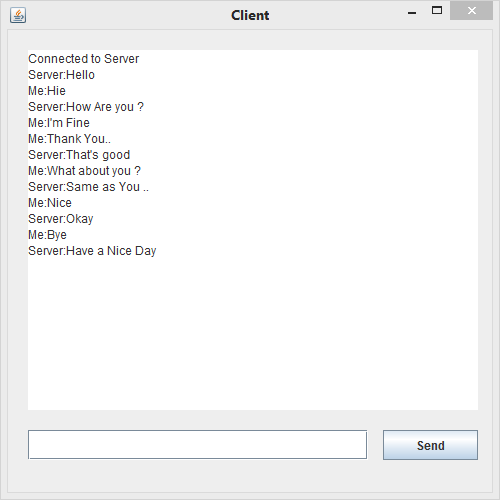 Client
Connected to Server
Server:Hello
Me:Hie
Server:How Are you ?
Me:I'm Fine
Me:Thank You..
Server:That's good
Me:What about you ?
Server:Same as You ..
Me:Nice
Server:Okay
Me:Bye
Server:Have a Nice Day
Send